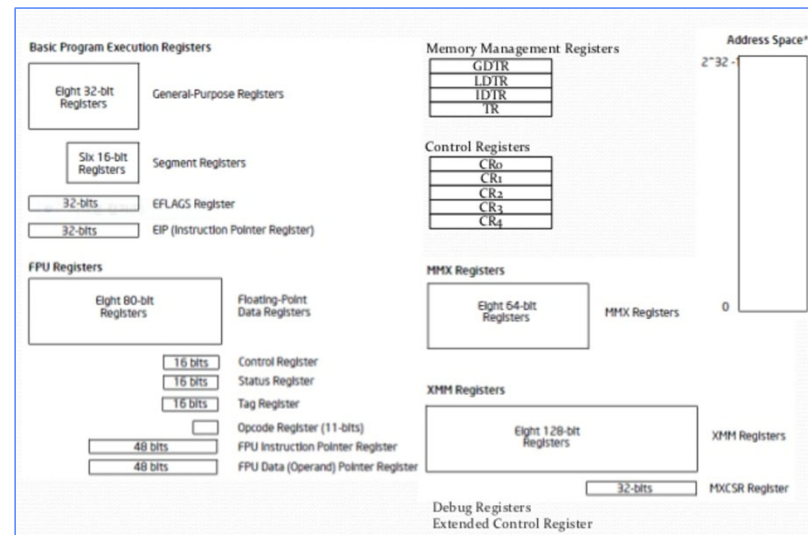 Basic Program Execution Registers
Eight 32-bit
Registers
General-Purpose Registers
Six 16-bit
Registers
Segment Registers
32-bits
EFLAGS Register
32-bits
EIP (Instruction Pointer Register)
FPU Registers
Eight 80-bit
Registers
Floating-Point
Data Registers
16 bits
Control Register
16 bits
Status Register
16 bits
Tag Register
Opcode Register (11-bits)
48 bits
FPU Instruction Pointer Register
48 bits
FPU Data (Operand) Pointer Register
Memory Management Registers
GDTR
LDTR
IDTR
TR
Control Registers
CR0
CR1
CR2
CR3
CR4
MMX Registers
Eight 64-bit
Registers
MMX Registers
XMM Registers
Eight 128-bit
Registers
XMM Registers
32-bits
MXCSR Register
Debug Registers
Extended Control Register
Address Space*
2^32 -1
0